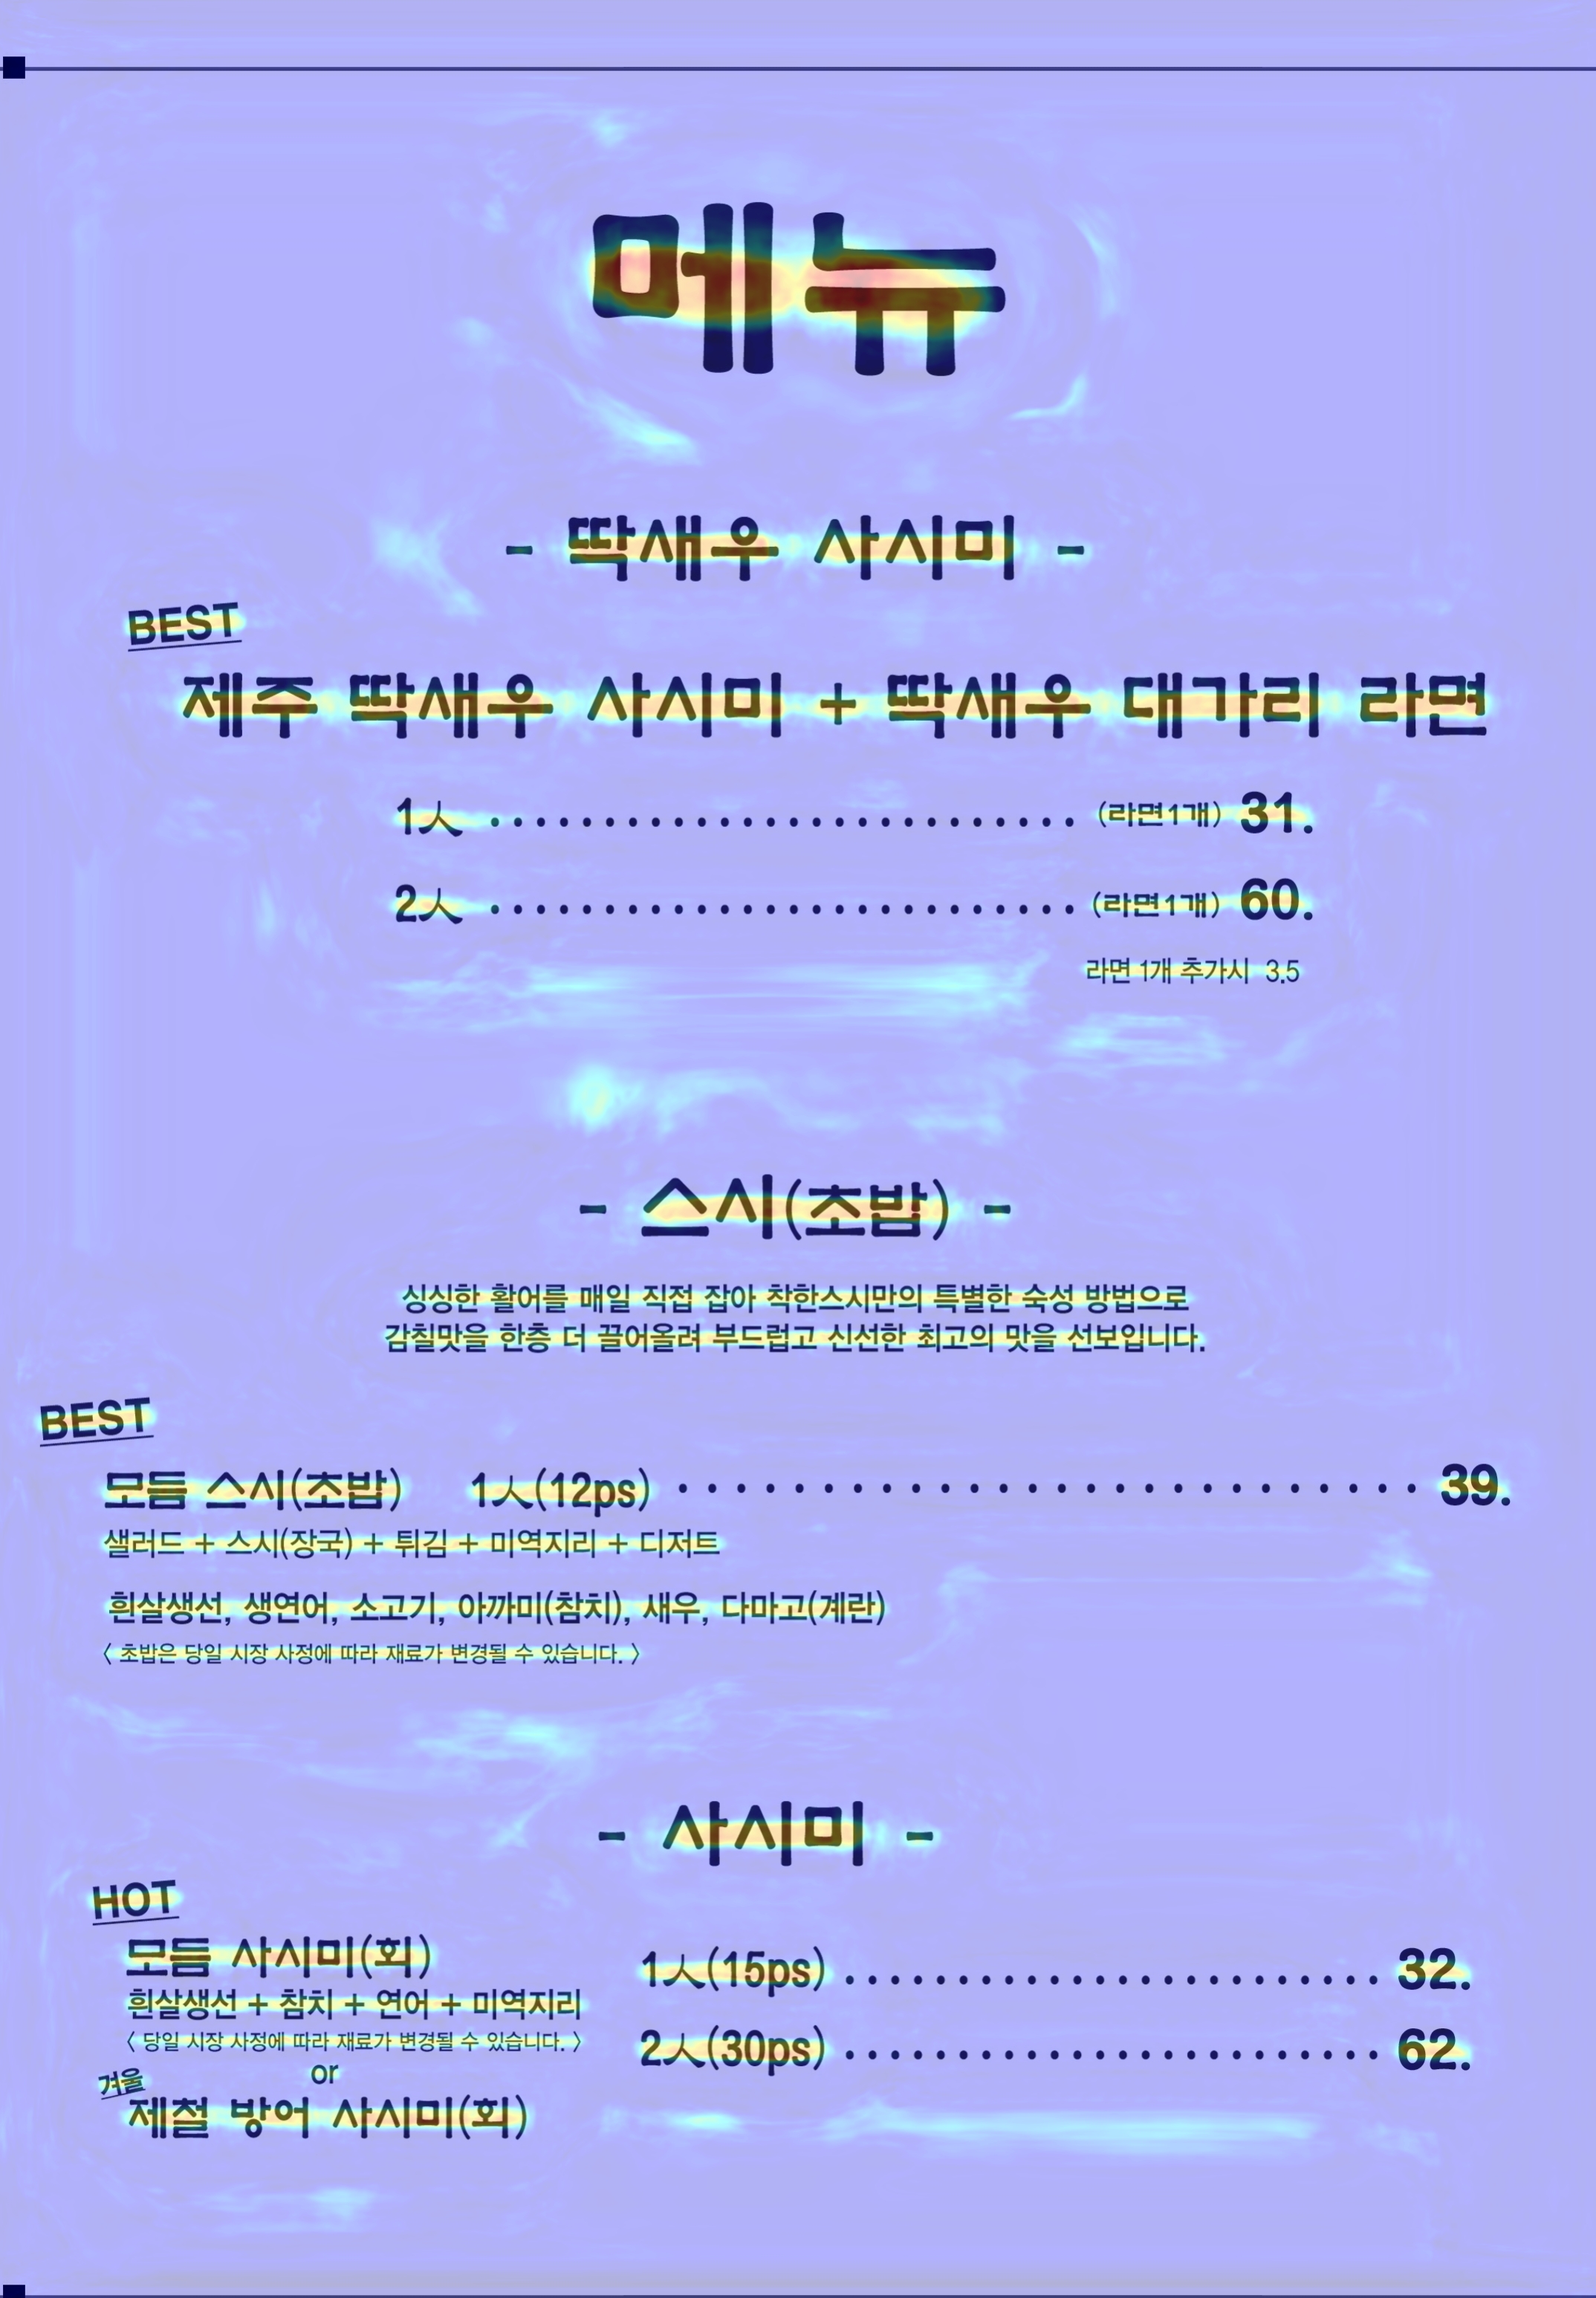 메뉴
- 딱새우 사시미 -
BEST
제주 딱새우 사시미 + 딱새우 대가리 라면
1人 .......................... (라면1개) 31.
2人 .......................... (라면1개) 60.
라면 1개 추가시 3.5
- 스시(초밥) -
싱싱한 활어를 매일 직접 잡아 착한스시만의 특별한 숙성 방법으로
감칠맛을 한층 더 끌어올려 부드럽고 신선한 최고의 맛을 선보입니다.
BEST
모듬 스시(초밥) 1人(12ps) .......................... 39.
샐러드 + 스시(장국) + 튀김 + 미역지리 + 디저트
흰살생선, 생연어, 소고기, 아까미(참치), 새우, 다마고(계란)
〈 초밥은 당일 시장 사정에 따라 재료가 변경될 수 있습니다. 〉
- 사시미 -
HOT
모듬 사시미(회)
흰살생선 + 참치 + 연어 + 미역지리
〈 당일 시장 사정에 따라 재료가 변경될 수 있습니다. 〉
or
겨울
제철 방어 사시미(회)
1人(15ps) ........................ 32.
2人(30ps) ........................ 62.